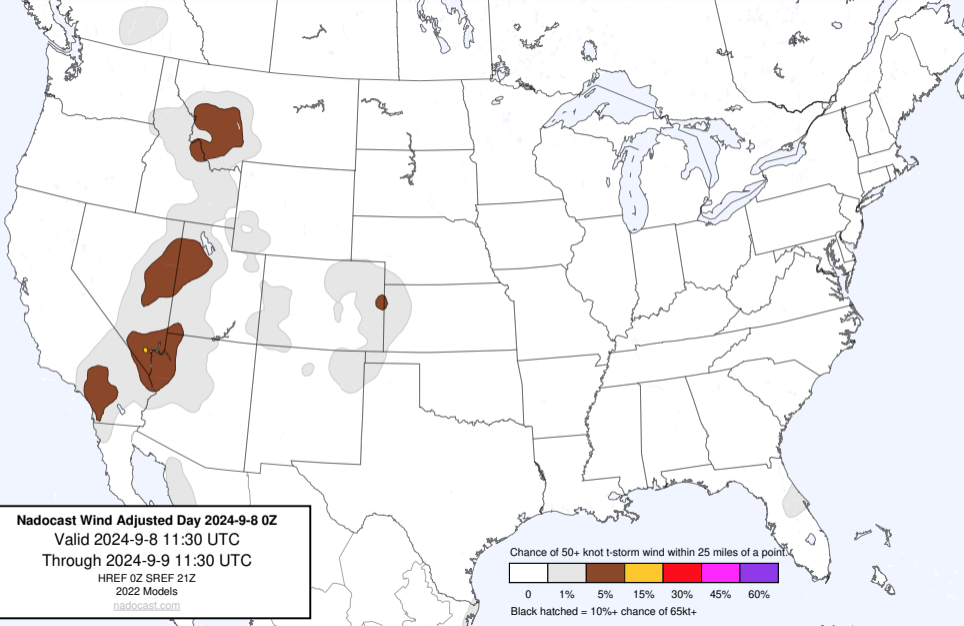 Nadocast Wind Adjusted Day 2024-9-8 0Z
Valid 2024-9-8 11:30 UTC
Through 2024-9-9 11:30 UTC
HREF 0Z SREF 21Z
2022 Models
nadocast.com
Chance of 50+ knot t-storm wind within 25 miles of a point.
0 1% 5% 15% 30% 45% 60%
Black hatched = 10%+ chance of 65kt+